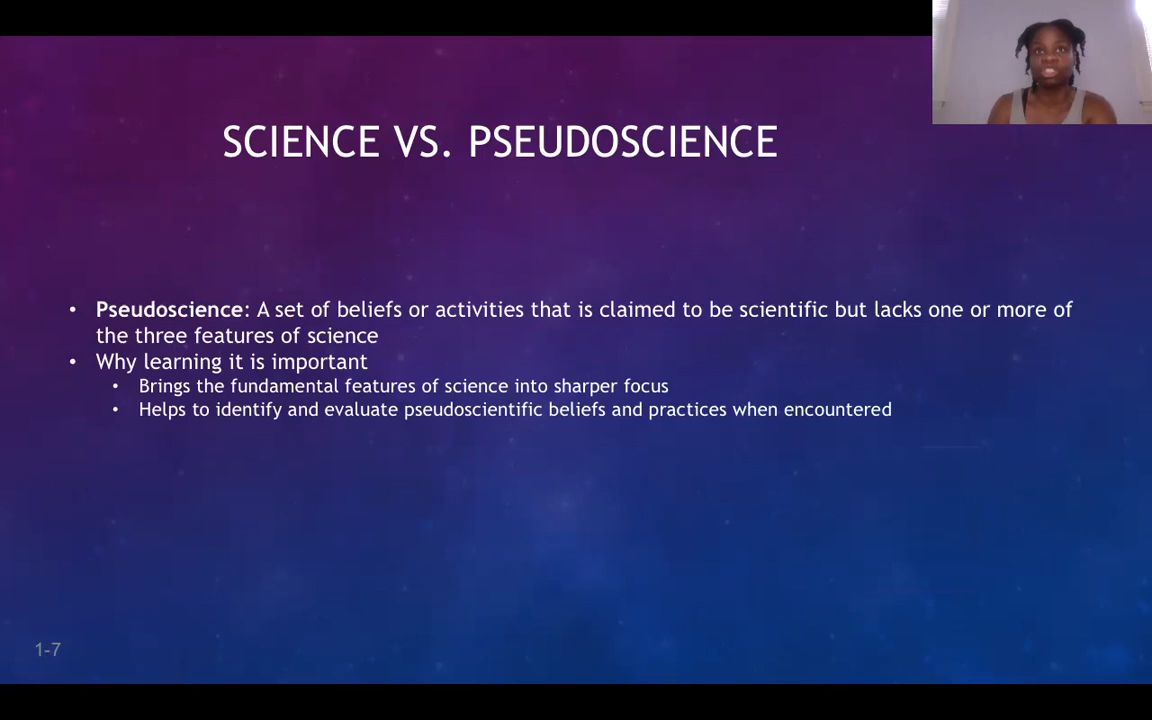 SCIENCE VS. PSEUDOSCIENCE
• Pseudoscience: A set of beliefs or activities that is claimed to be scientific but lacks one or more of
the three features of science
• Why learning it is important
• Brings the fundamental features of science into sharper focus
• Helps to identify and evaluate pseudoscientific beliefs and practices when encountered
1-7